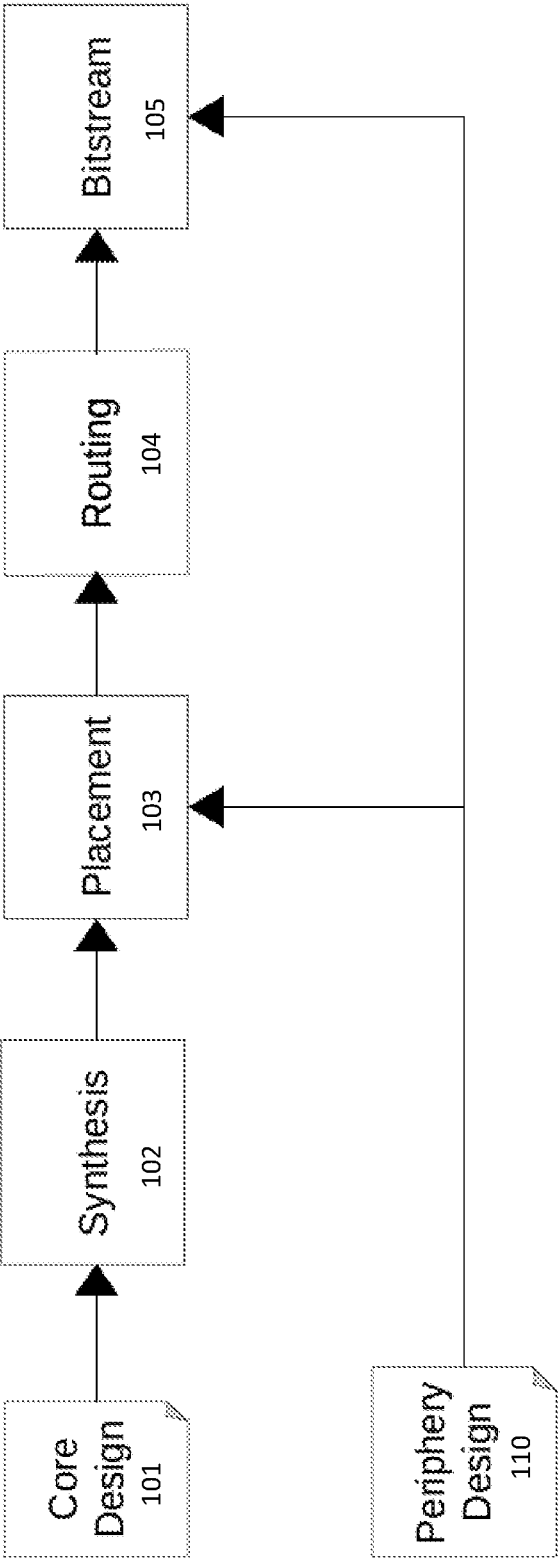 Core
Design
101
Synthesis
102
Placement
103
Routing
104
Bitstream
105
Periphery
Design
110